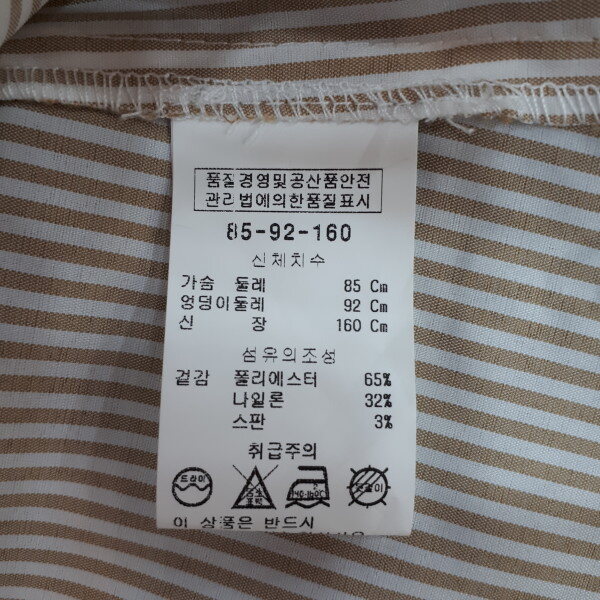 품질경영및공산품안전
관리법에의한품질표시
85-92-160
신체치수
가슴 둘레 85 Cm
엉덩이둘레 92 Cm
신 장 160 Cm
섬유의조성
겉감 폴리에스터 65%
나일론 32%
스판 3%
취급주의
드라이
이 상품은 반드시